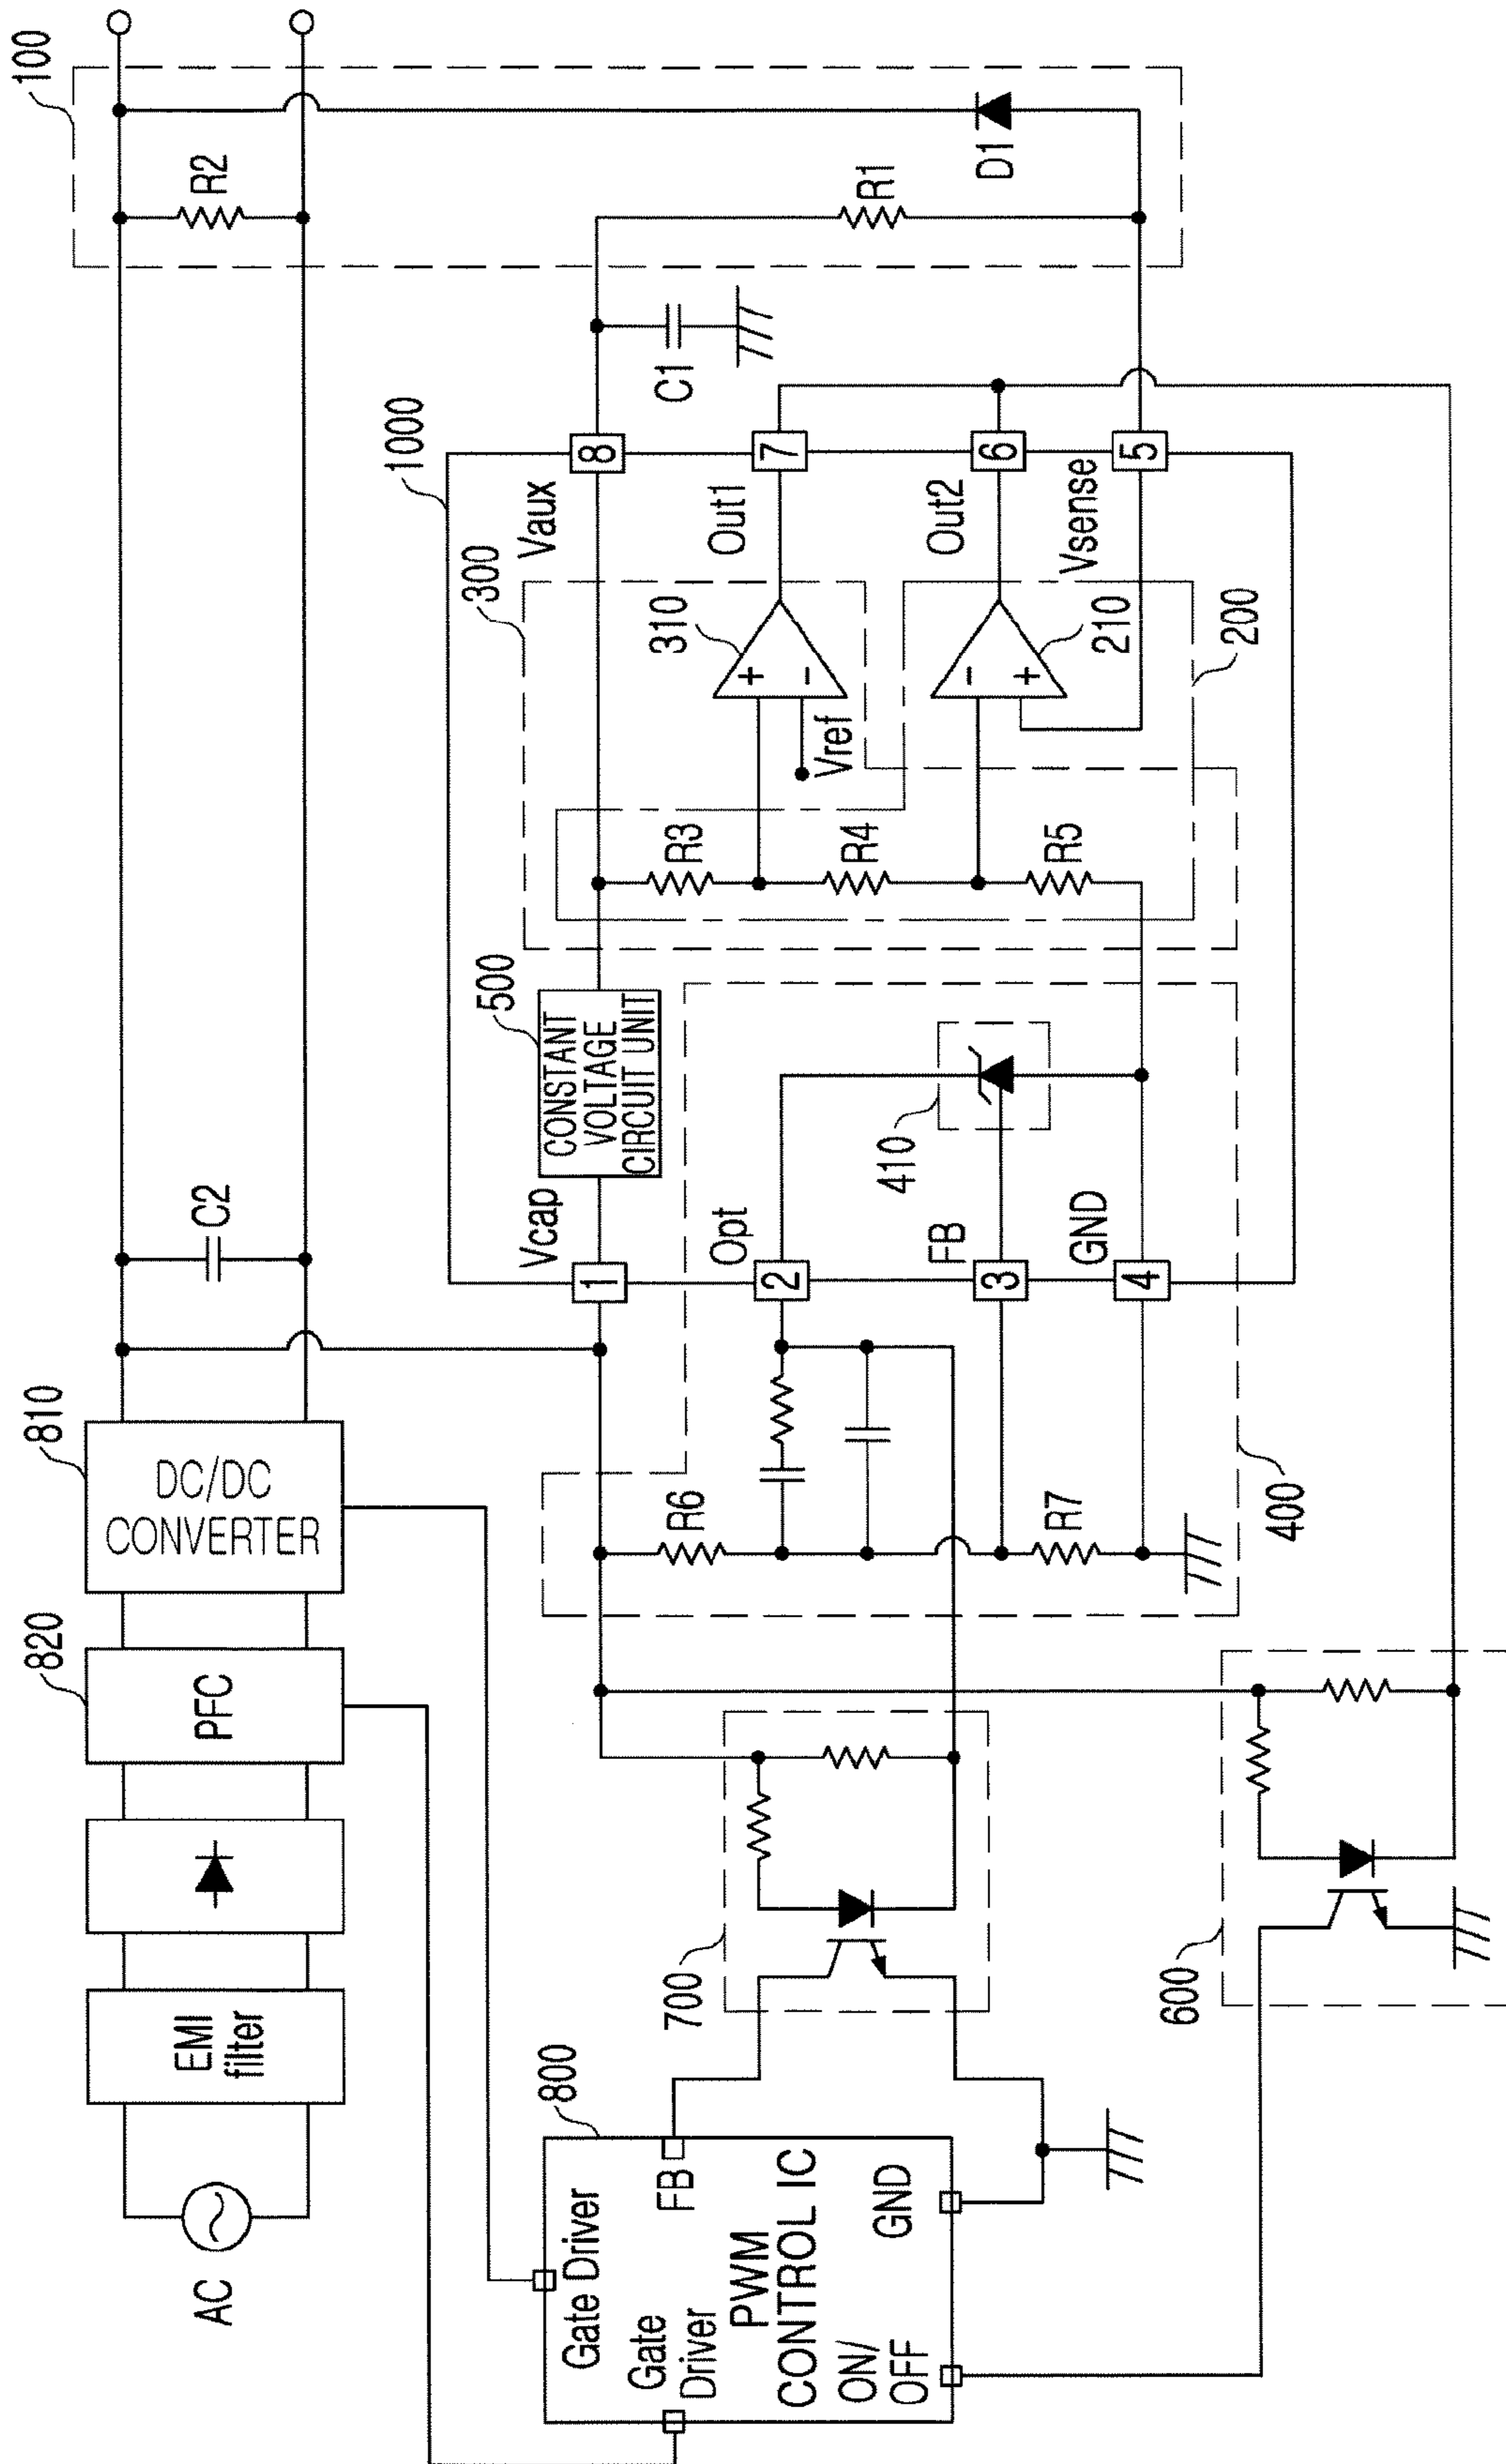 AC
EMI
filter
820
PFC
810
DC/DC
CONVERTER
C2
R2
100
800
Gate Driver
FB
Gate
Driver
PWM
CONTROL IC
ON/
OFF
GND
700
600
R6
R7
400
1
Vcap
2
Opt
3
FB
4
GND
410
500
CONSTANT
VOLTAGE
CIRCUIT UNIT
1000
300
R3
R4
R5
+
-
310
Vref
-
+
210
200
Vaux
8
Out1
7
Out2
6
Vsense
5
C1
R1
D1